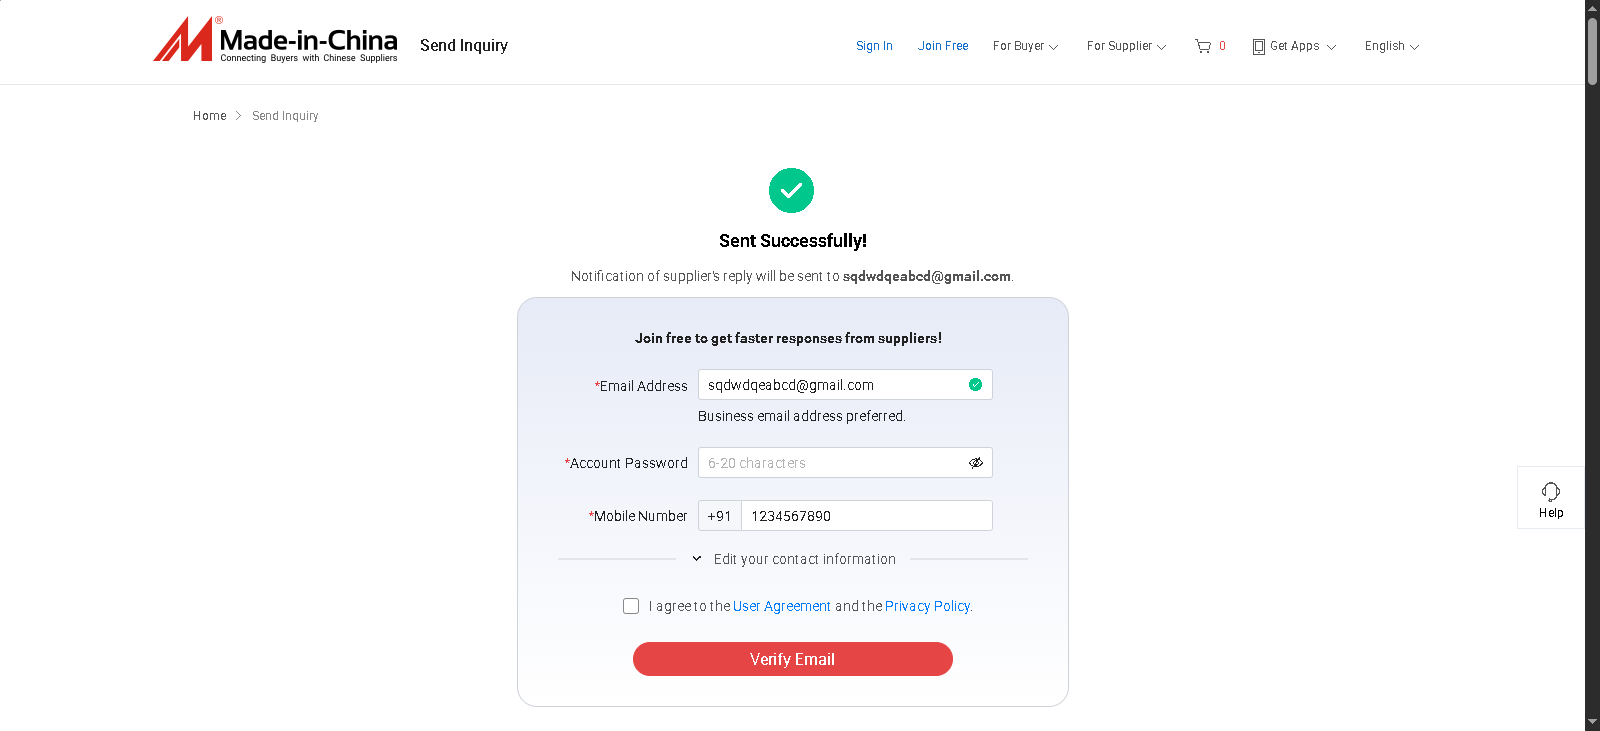 Made-in-China®
Connecting Buyers with Chinese Suppliers
Send Inquiry
Sign In
Join Free
For Buyer
For Supplier
0
Get Apps
English
Home
Send Inquiry
Sent Successfully!
Notification of supplier's reply will be sent to sqdwdqeabcd@gmail.com.
Join free to get faster responses from suppliers!
*Email Address
sqdwdqeabcd@gmail.com
Business email address preferred.
*Account Password
6-20 characters
*Mobile Number
+91
1234567890
Edit your contact information
I agree to the User Agreement and the Privacy Policy.
Verify Email
Help